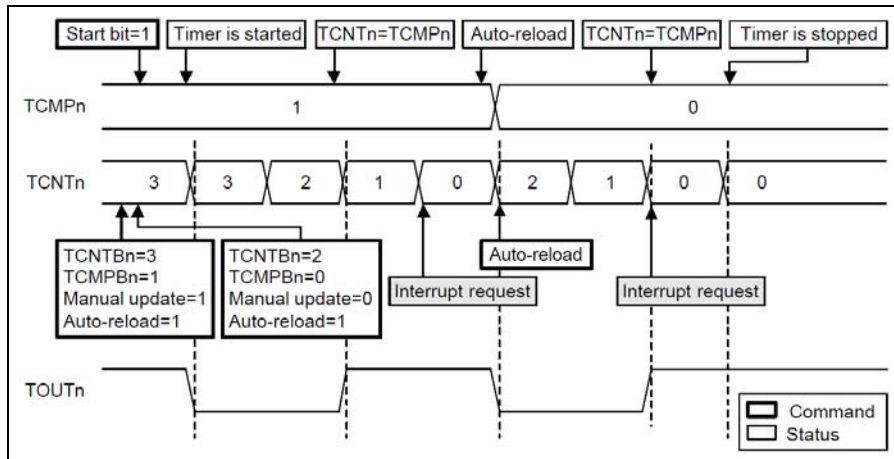 Start bit=1
Timer is started
TCNTn=TCMPn
Auto-reload
TCNTn=TCMPn
Timer is stopped
TCMPn
1
0
TCNTn
3
3
2
1
0
2
1
0
0
TCNTBn=3
TCMPBn=1
Manual update=1
Auto-reload=1
TCNTBn=2
TCMPBn=0
Manual update=0
Auto-reload=1
Auto-reload
Interrupt request
Interrupt request
TOUTn
Command
Status